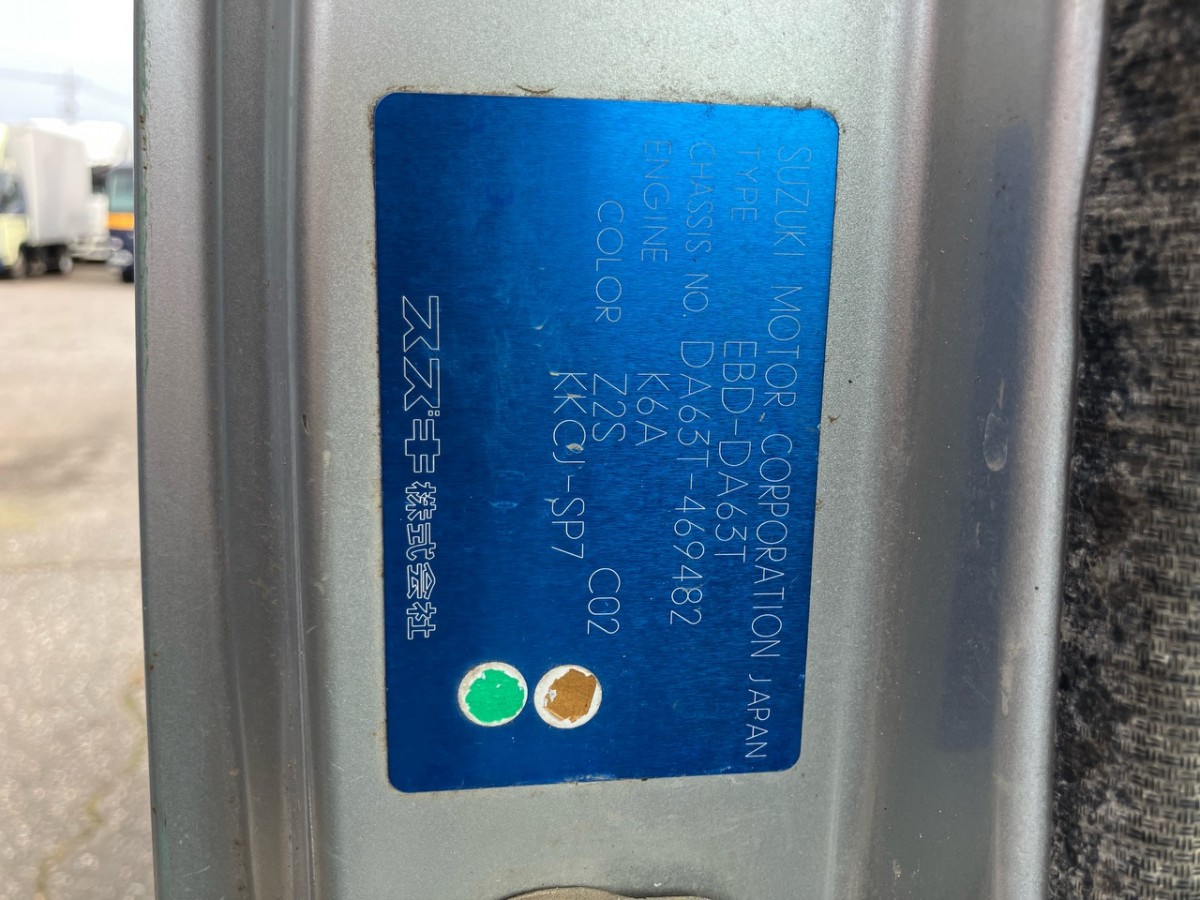 SUZUKI MOTOR CORPORATION JAPAN
TYPE EBD-DA63T
CHASSIS NO. DA63T-469482
ENGINE K6A
COLOR Z2S C02
KKCJ-SP7
スズキ株式会社